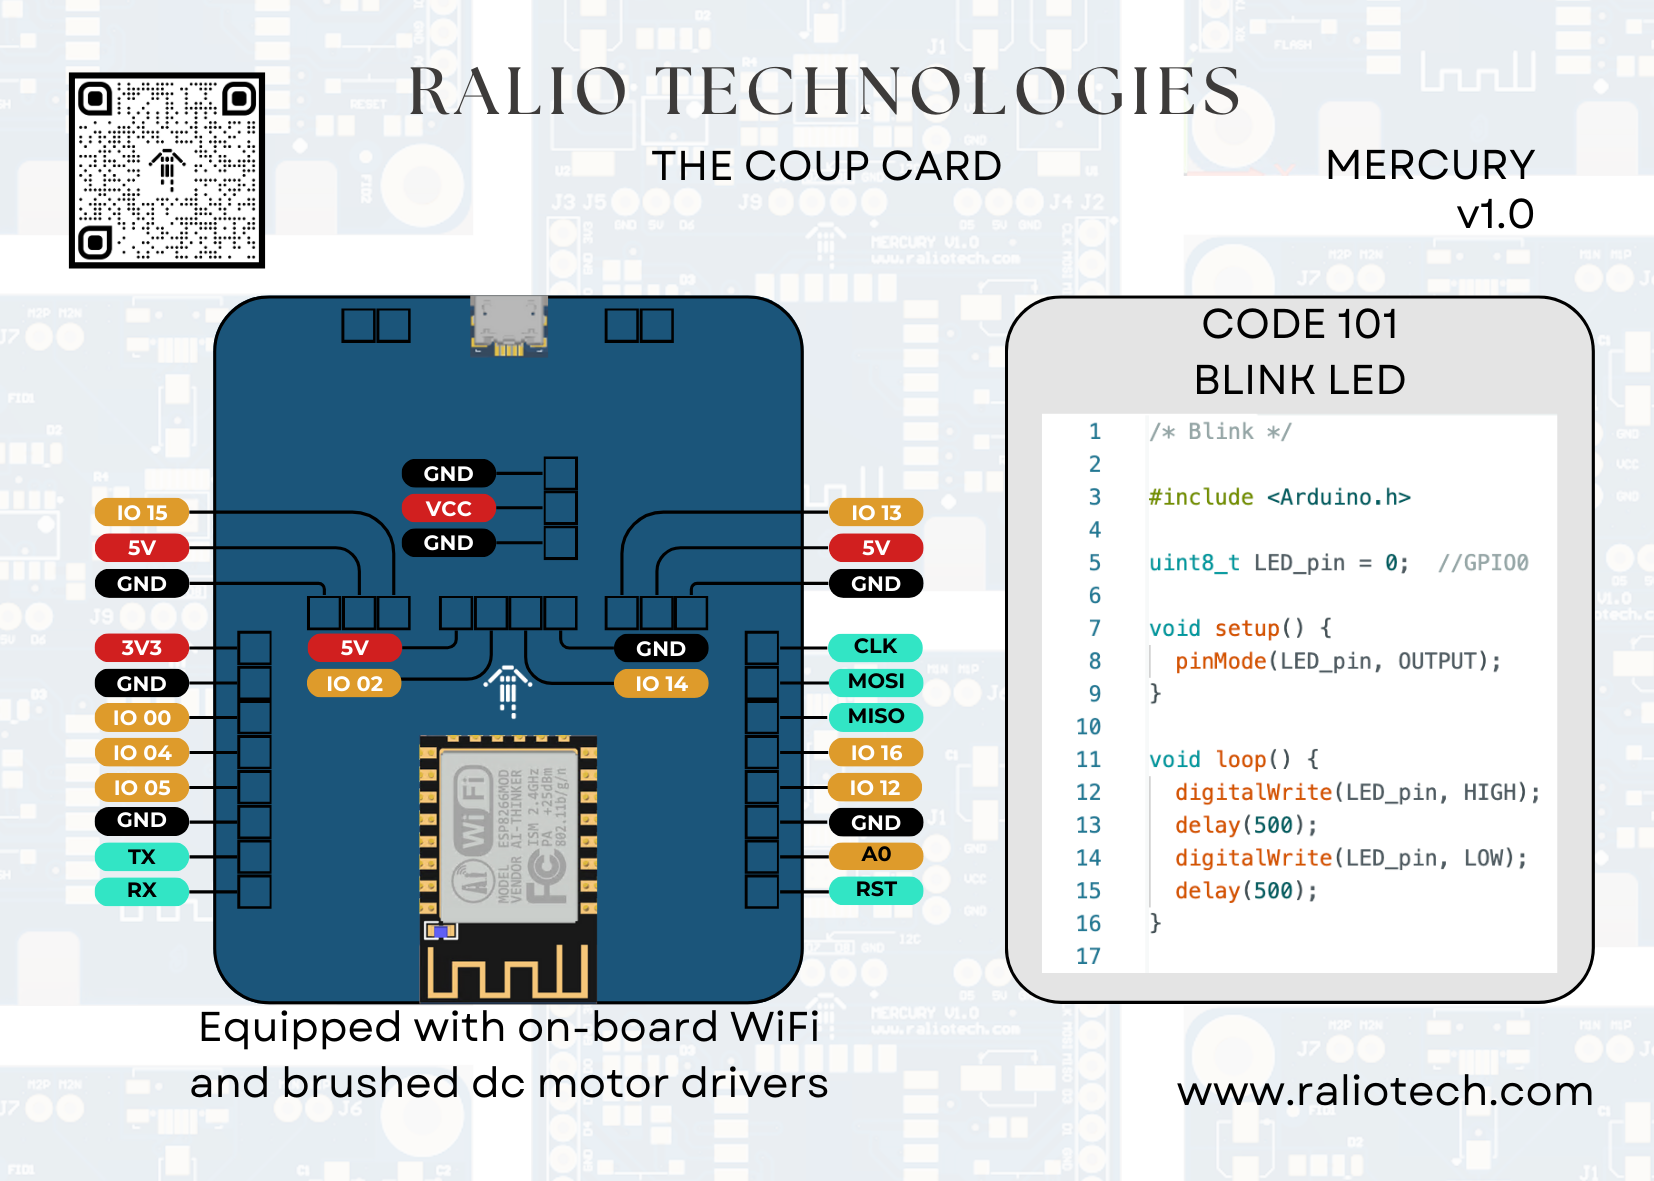 RALIO TECHNOLOGIES
THE COUP CARD
MERCURY
v1.0
GND
VCC
GND
IO 15
5V
GND
IO 13
5V
GND
3V3
GND
IO 00
IO 04
IO 05
GND
TX
RX
5V
IO 02
GND
IO 14
CLK
MOSI
MISO
IO 16
IO 12
GND
A0
RST
Ai
WiFi
MODEL ESP8266MOD
VENDOR AI-THINKER
ISM 2.4GHz
PA +25dBm
802.11b/g/n
FC
Equipped with on-board WiFi
and brushed dc motor drivers
CODE 101
BLINK LED
1 /* Blink */
2
3 #include <Arduino.h>
4
5 uint8_t LED_pin = 0;  //GPIO0
6
7 void setup() {
8   pinMode(LED_pin, OUTPUT);
9 }
10
11 void loop() {
12   digitalWrite(LED_pin, HIGH);
13   delay(500);
14   digitalWrite(LED_pin, LOW);
15   delay(500);
16 }
17
www.raliotech.com